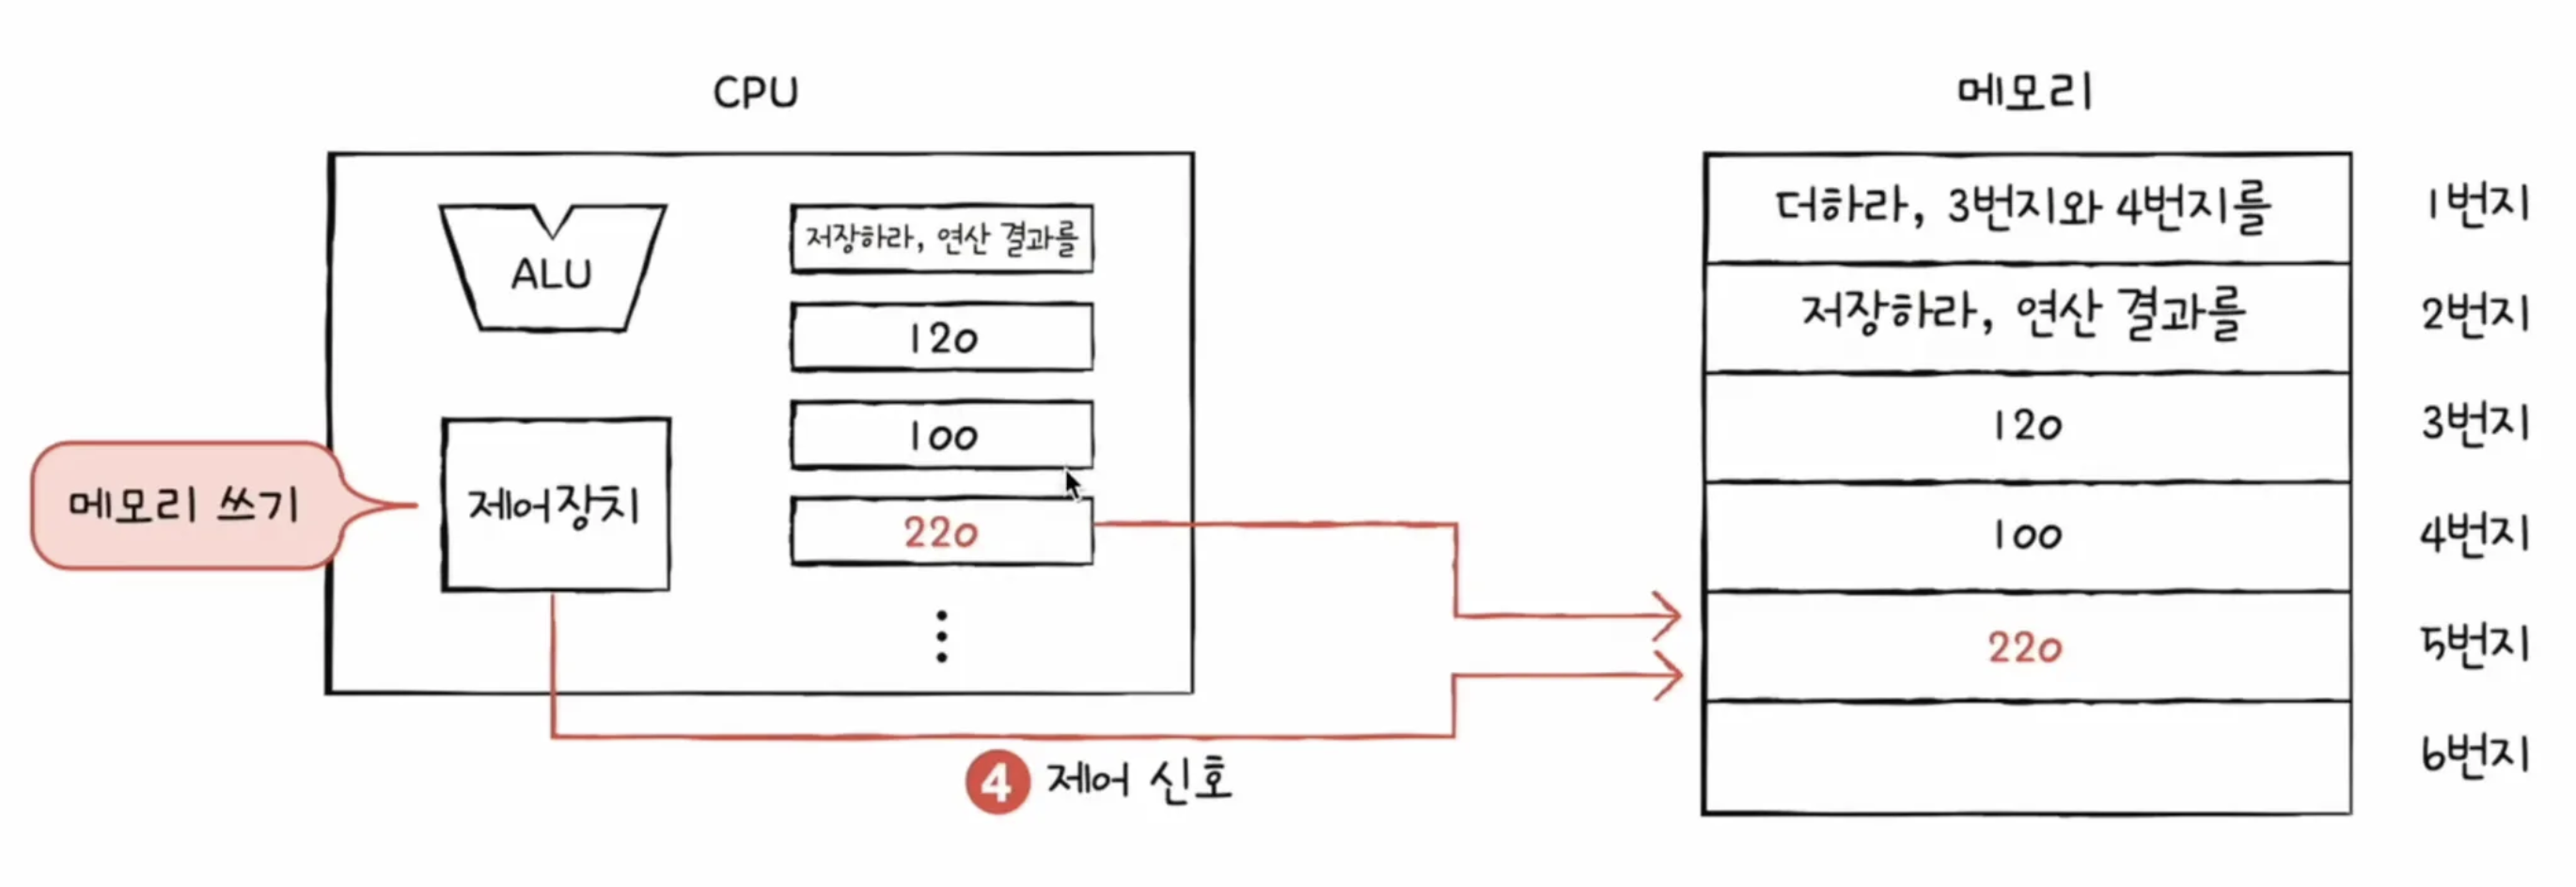 CPU
메모리
ALU
저장하라, 연산 결과를
120
100
220
메모리 쓰기
제어장치
4 제어 신호
더하라, 3번지와 4번지를
1번지
저장하라, 연산 결과를
2번지
120
3번지
100
4번지
220
5번지
6번지